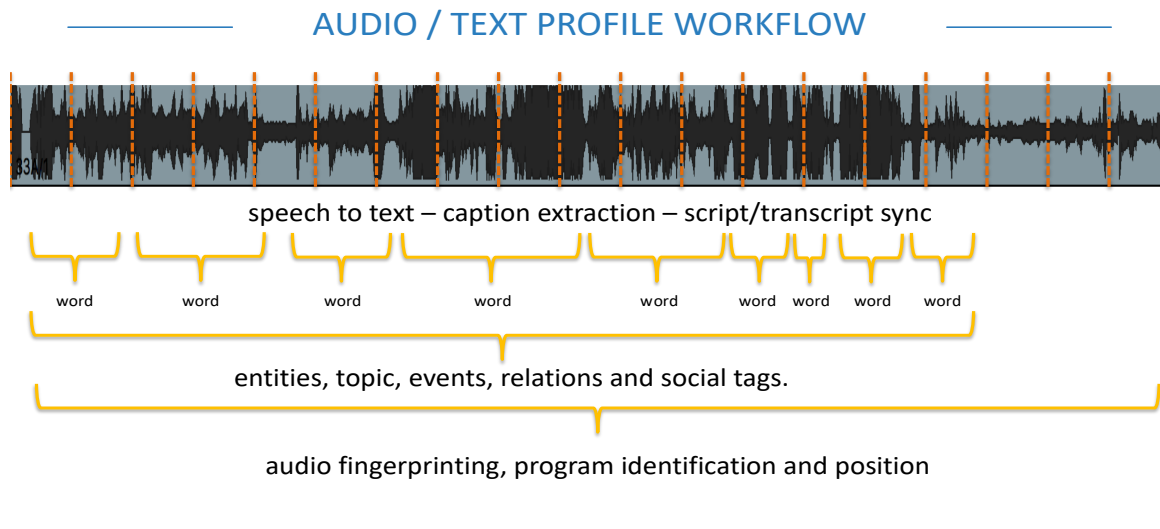 AUDIO / TEXT PROFILE WORKFLOW
speech to text – caption extraction – script/transcript sync
word word word word word word word word word
entities, topic, events, relations and social tags.
audio fingerprinting, program identification and position